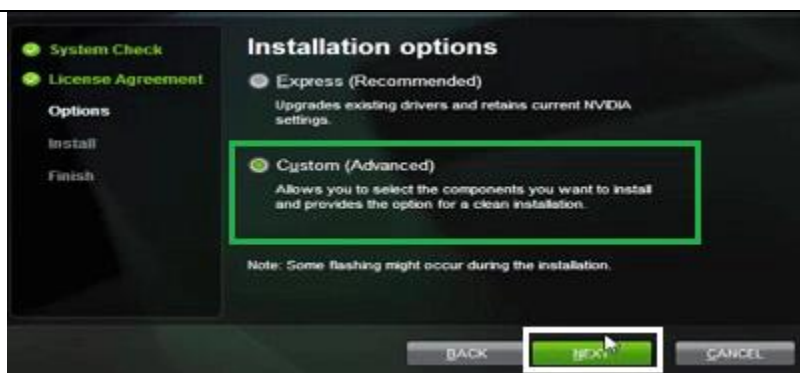 System Check
License Agreement
Options
Install
Finish
Installation options
Express (Recommended)
Upgrades existing drivers and retains current NVIDIA
settings.
Custom (Advanced)
Allows you to select the components you want to install
and provides the option for a clean installation.
Note: Some flashing might occur during the installation.
BACK
NEXT
CANCEL